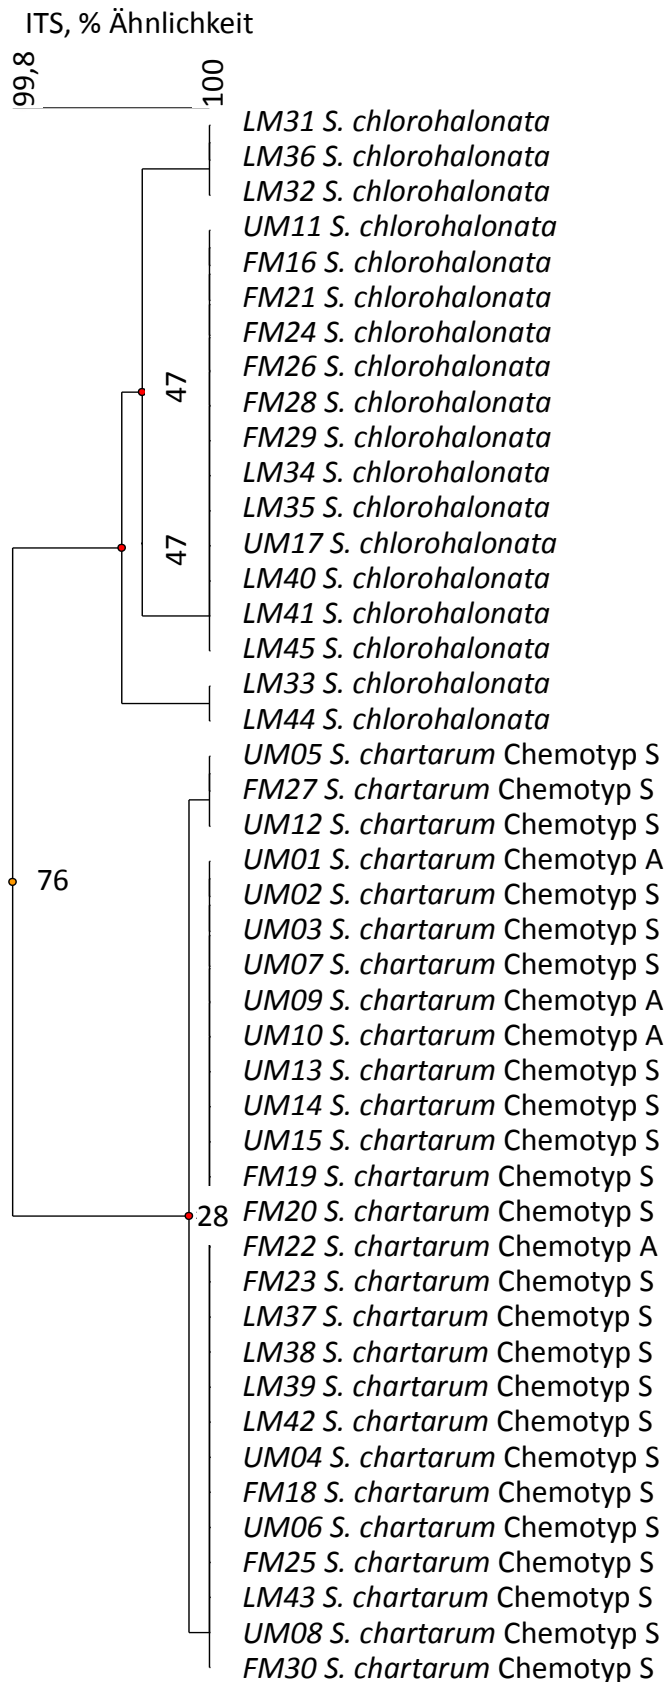 ITS, % Ähnlichkeit
99,8
100
LM31 S. chlorohalonata
LM36 S. chlorohalonata
LM32 S. chlorohalonata
UM11 S. chlorohalonata
FM16 S. chlorohalonata
FM21 S. chlorohalonata
FM24 S. chlorohalonata
FM26 S. chlorohalonata
47
FM28 S. chlorohalonata
FM29 S. chlorohalonata
LM34 S. chlorohalonata
LM35 S. chlorohalonata
47
UM17 S. chlorohalonata
LM40 S. chlorohalonata
LM41 S. chlorohalonata
LM45 S. chlorohalonata
LM33 S. chlorohalonata
LM44 S. chlorohalonata
UM05 S. chartarum Chemotyp S
FM27 S. chartarum Chemotyp S
UM12 S. chartarum Chemotyp S
UM01 S. chartarum Chemotyp A
76
UM02 S. chartarum Chemotyp S
UM03 S. chartarum Chemotyp S
UM07 S. chartarum Chemotyp S
UM09 S. chartarum Chemotyp A
UM10 S. chartarum Chemotyp A
UM13 S. chartarum Chemotyp S
UM14 S. chartarum Chemotyp S
UM15 S. chartarum Chemotyp S
FM19 S. chartarum Chemotyp S
28
FM20 S. chartarum Chemotyp S
FM22 S. chartarum Chemotyp A
FM23 S. chartarum Chemotyp S
LM37 S. chartarum Chemotyp S
LM38 S. chartarum Chemotyp S
LM39 S. chartarum Chemotyp S
LM42 S. chartarum Chemotyp S
UM04 S. chartarum Chemotyp S
FM18 S. chartarum Chemotyp S
UM06 S. chartarum Chemotyp S
FM25 S. chartarum Chemotyp S
LM43 S. chartarum Chemotyp S
UM08 S. chartarum Chemotyp S
FM30 S. chartarum Chemotyp S